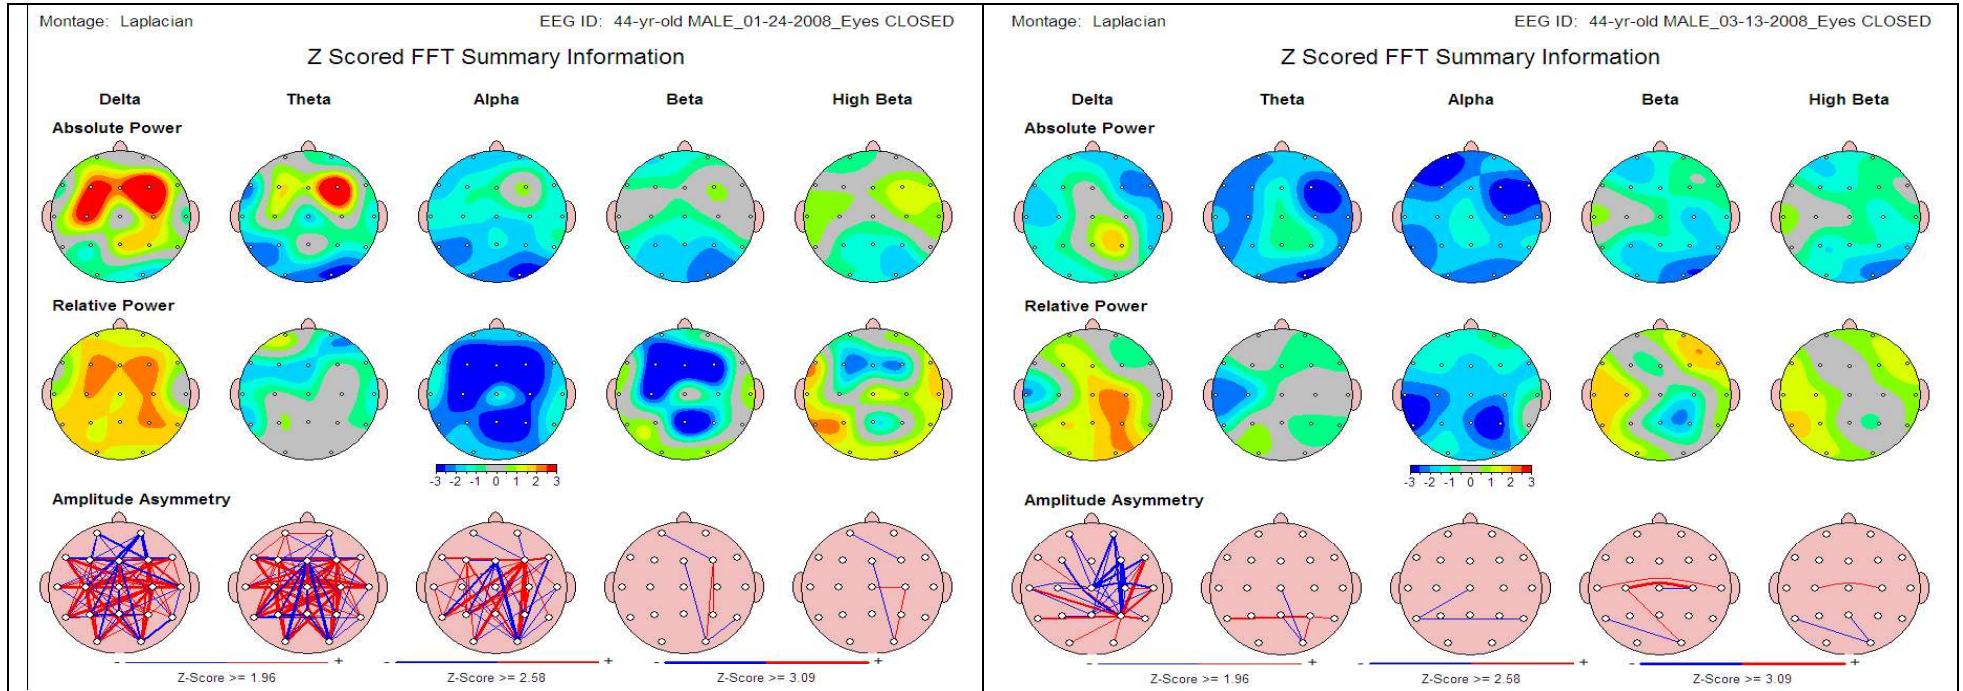 Montage: Laplacian EEG ID: 44-yr-old MALE_01-24-2008_Eyes CLOSED
Z Scored FFT Summary Information
Delta Theta Alpha Beta High Beta
Absolute Power
Relative Power
-3 -2 -1 0 1 2 3
Amplitude Asymmetry
- + - + - +
Z-Score >= 1.96 Z-Score >= 2.58 Z-Score >= 3.09
Montage: Laplacian EEG ID: 44-yr-old MALE_03-13-2008_Eyes CLOSED
Z Scored FFT Summary Information
Delta Theta Alpha Beta High Beta
Absolute Power
Relative Power
-3 -2 -1 0 1 2 3
Amplitude Asymmetry
- + - + - +
Z-Score >= 1.96 Z-Score >= 2.58 Z-Score >= 3.09